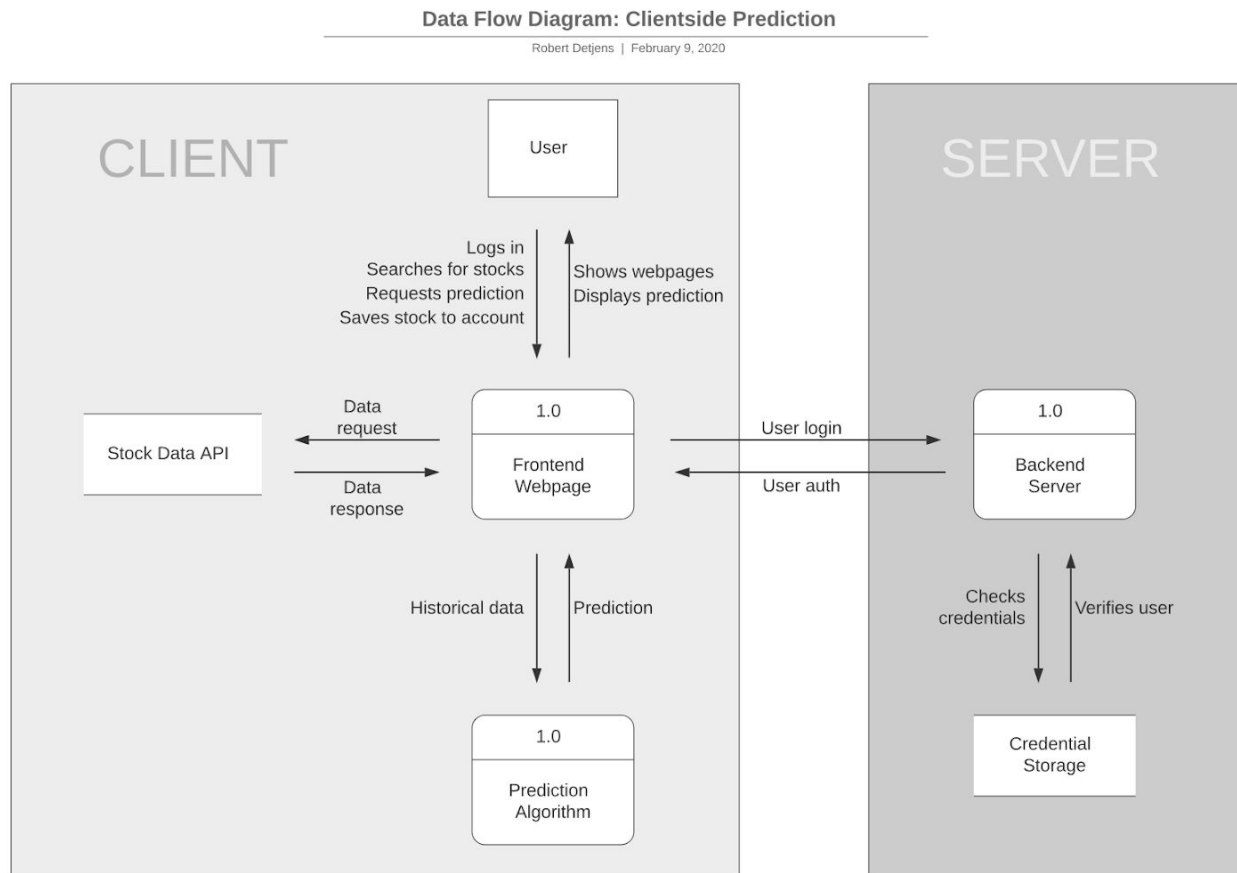 Data Flow Diagram: Clientside Prediction
Robert Detjens | February 9, 2020
CLIENT
SERVER
User
Logs in
Searches for stocks
Requests prediction
Saves stock to account
Shows webpages
Displays prediction
Stock Data API
Data
request
Data
response
1.0
Frontend
Webpage
User login
User auth
1.0
Backend
Server
Historical data
Prediction
Checks
credentials
Verifies user
1.0
Prediction
Algorithm
Credential
Storage